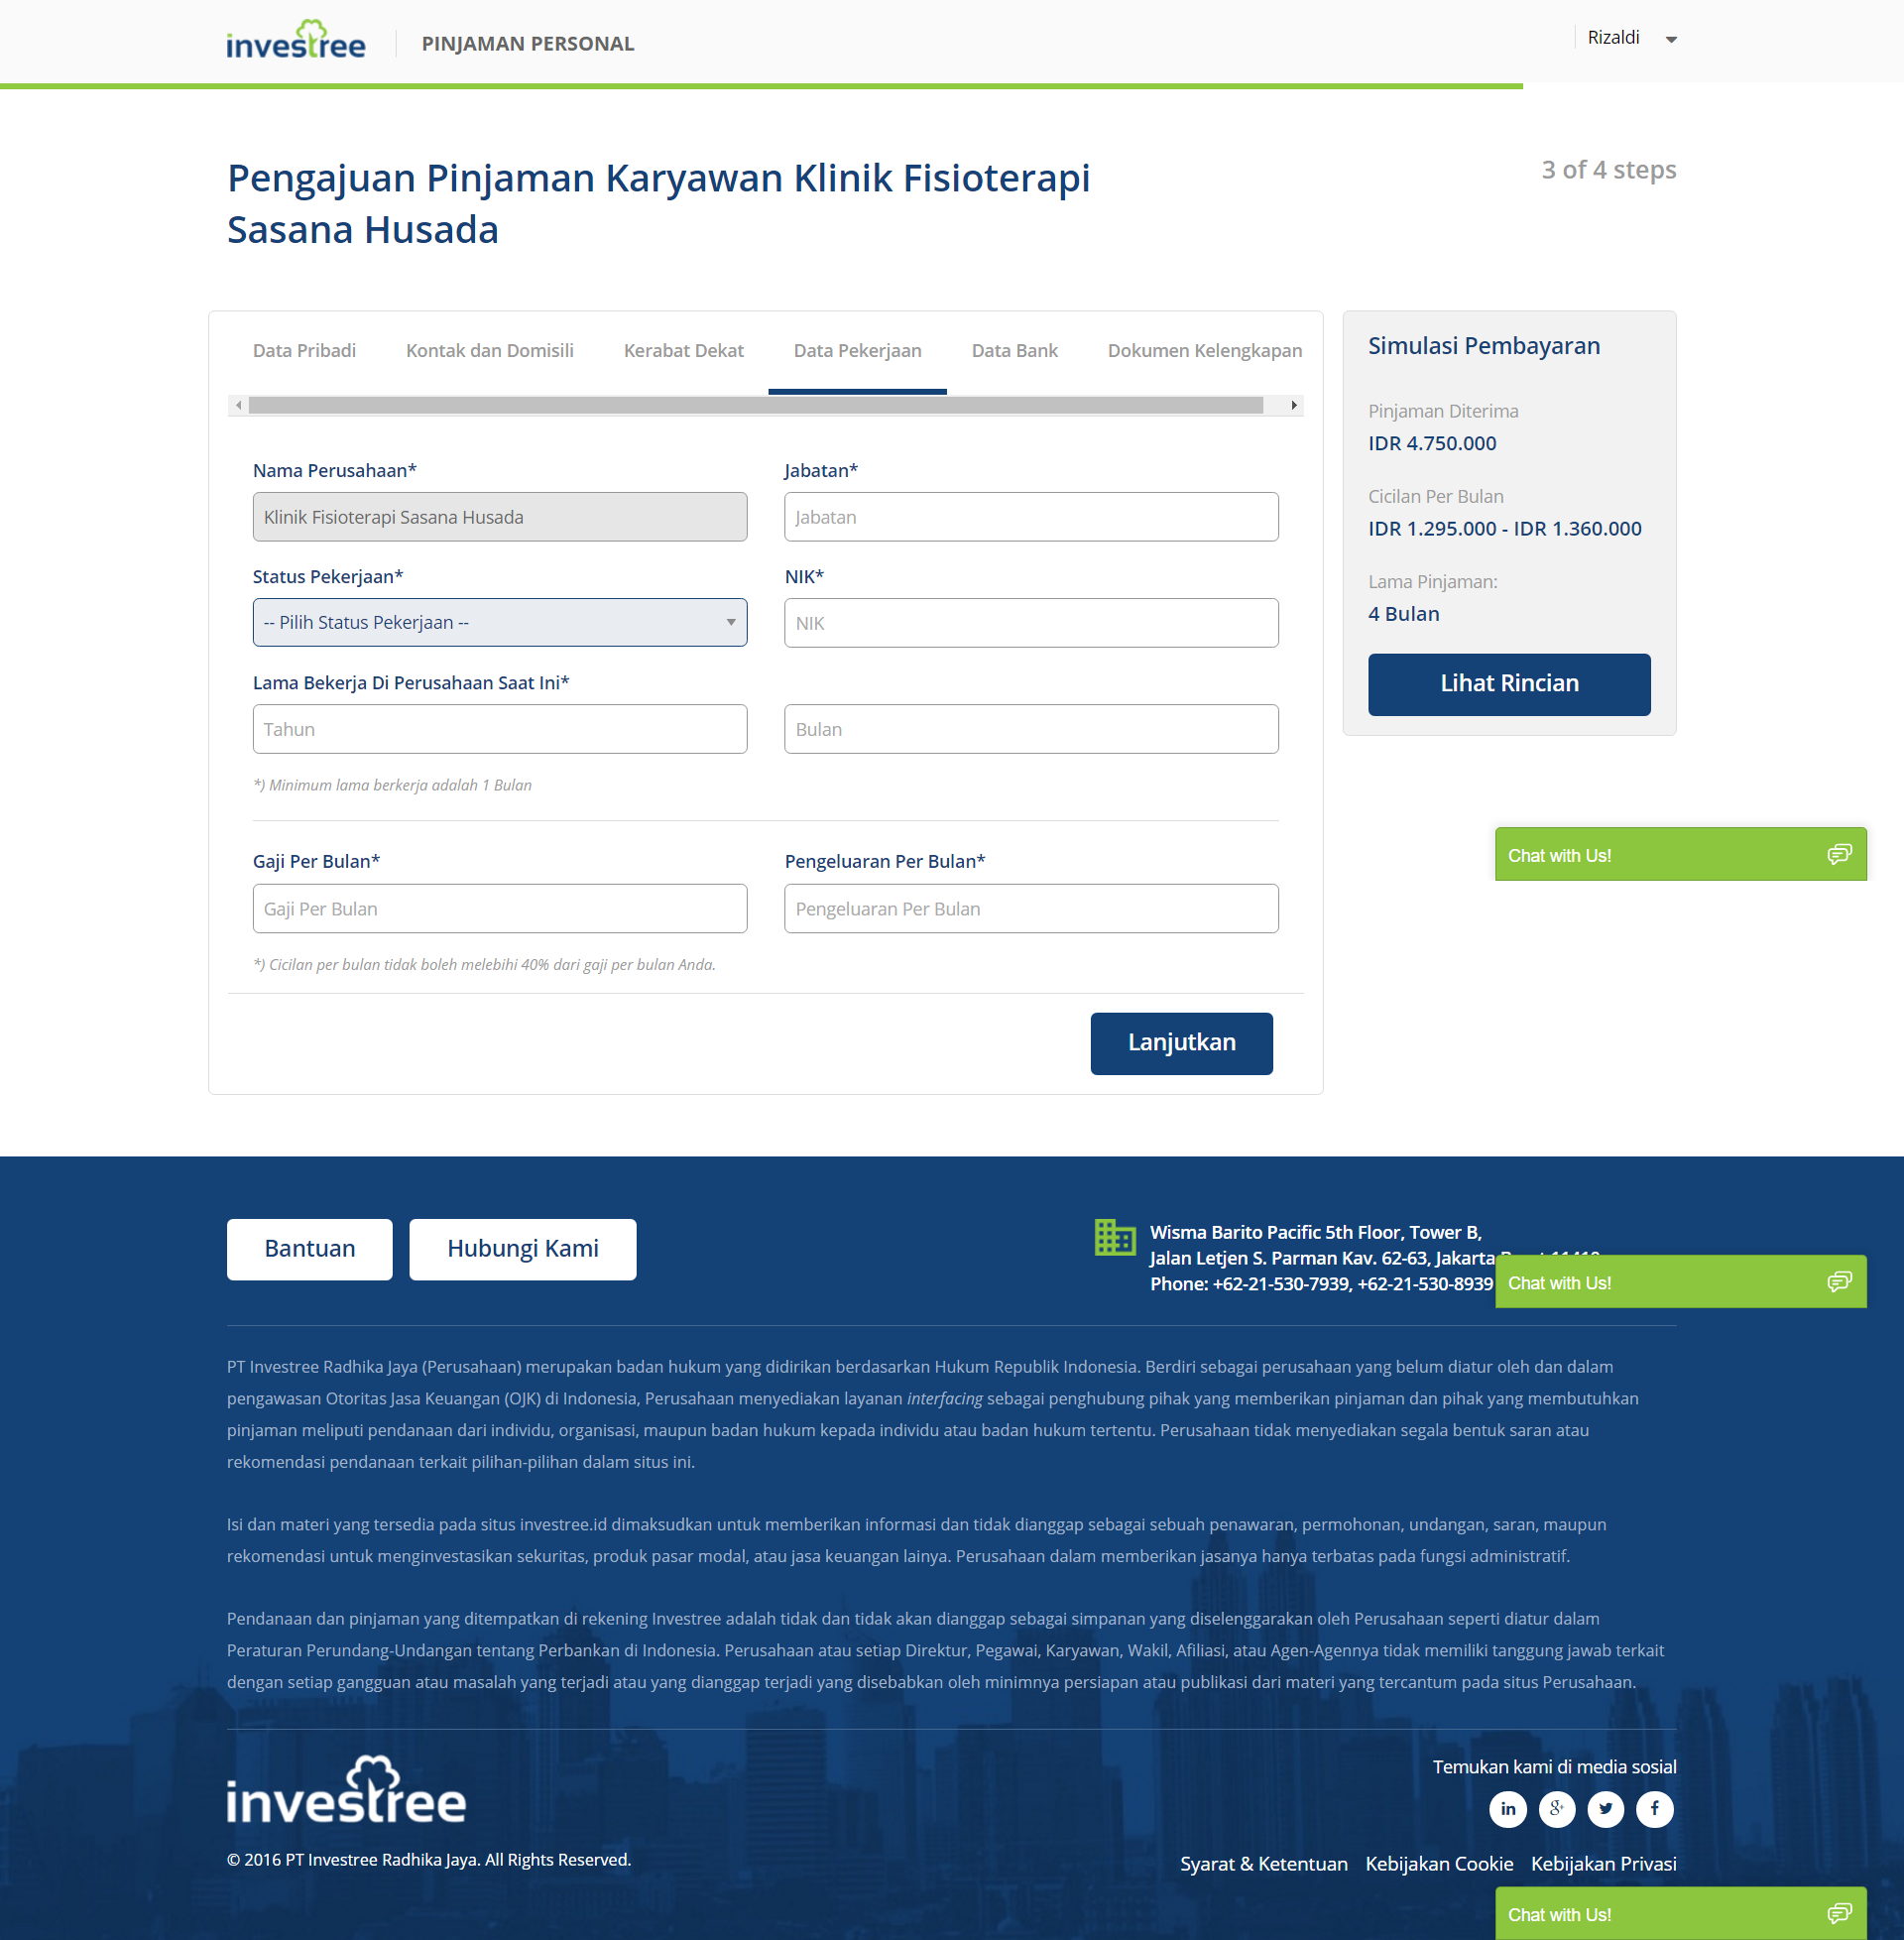 investree
PINJAMAN PERSONAL
Rizaldi
Pengajuan Pinjaman Karyawan Klinik Fisioterapi
Sasana Husada
3 of 4 steps
Data Pribadi Kontak dan Domisili Kerabat Dekat Data Pekerjaan Data Bank Dokumen Kelengkapan
Nama Perusahaan* Jabatan*
Klinik Fisioterapi Sasana Husada Jabatan
Status Pekerjaan* NIK*
-- Pilih Status Pekerjaan -- NIK
Lama Bekerja Di Perusahaan Saat Ini*
Tahun Bulan
*) Minimum lama berkerja adalah 1 Bulan
Gaji Per Bulan* Pengeluaran Per Bulan*
Gaji Per Bulan Pengeluaran Per Bulan
*) Cicilan per bulan tidak boleh melebihi 40% dari gaji per bulan Anda.
Lanjutkan
Simulasi Pembayaran
Pinjaman Diterima
IDR 4.750.000
Cicilan Per Bulan
IDR 1.295.000 - IDR 1.360.000
Lama Pinjaman:
4 Bulan
Lihat Rincian
Chat with Us!
Bantuan Hubungi Kami
Wisma Barito Pacific 5th Floor, Tower B,
Jalan Letjen S. Parman Kav. 62-63, Jakarta
Phone: +62-21-530-7939, +62-21-530-8939
Chat with Us!
PT Investree Radhika Jaya (Perusahaan) merupakan badan hukum yang didirikan berdasarkan Hukum Republik Indonesia. Berdiri sebagai perusahaan yang belum diatur oleh dan dalam
pengawasan Otoritas Jasa Keuangan (OJK) di Indonesia, Perusahaan menyediakan layanan interfacing sebagai penghubung pihak yang memberikan pinjaman dan pihak yang membutuhkan
pinjaman meliputi pendanaan dari individu, organisasi, maupun badan hukum kepada individu atau badan hukum tertentu. Perusahaan tidak menyediakan segala bentuk saran atau
rekomendasi pendanaan terkait pilihan-pilihan dalam situs ini.
Isi dan materi yang tersedia pada situs investree.id dimaksudkan untuk memberikan informasi dan tidak dianggap sebagai sebuah penawaran, permohonan, undangan, saran, maupun
rekomendasi untuk menginvestasikan sekuritas, produk pasar modal, atau jasa keuangan lainya. Perusahaan dalam memberikan jasanya hanya terbatas pada fungsi administratif.
Pendanaan dan pinjaman yang ditempatkan di rekening Investree adalah tidak dan tidak akan dianggap sebagai simpanan yang diselenggarakan oleh Perusahaan seperti diatur dalam
Peraturan Perundang-Undangan tentang Perbankan di Indonesia. Perusahaan atau setiap Direktur, Pegawai, Karyawan, Wakil, Afiliasi, atau Agen-Agennya tidak memiliki tanggung jawab terkait
dengan setiap gangguan atau masalah yang terjadi atau yang dianggap terjadi yang disebabkan oleh minimnya persiapan atau publikasi dari materi yang tercantum pada situs Perusahaan.
investree
© 2016 PT Investree Radhika Jaya. All Rights Reserved.
Temukan kami di media sosial
in g+ f
Syarat & Ketentuan Kebijakan Cookie Kebijakan Privasi
Chat with Us!